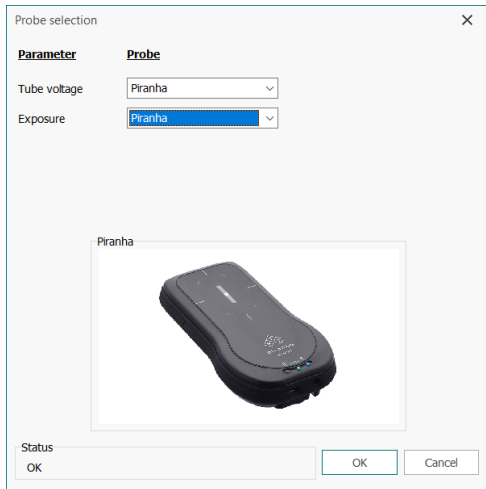 Probe selection
Parameter Probe
Tube voltage Piranha
Exposure Piranha
Piranha
Status
OK
OK Cancel